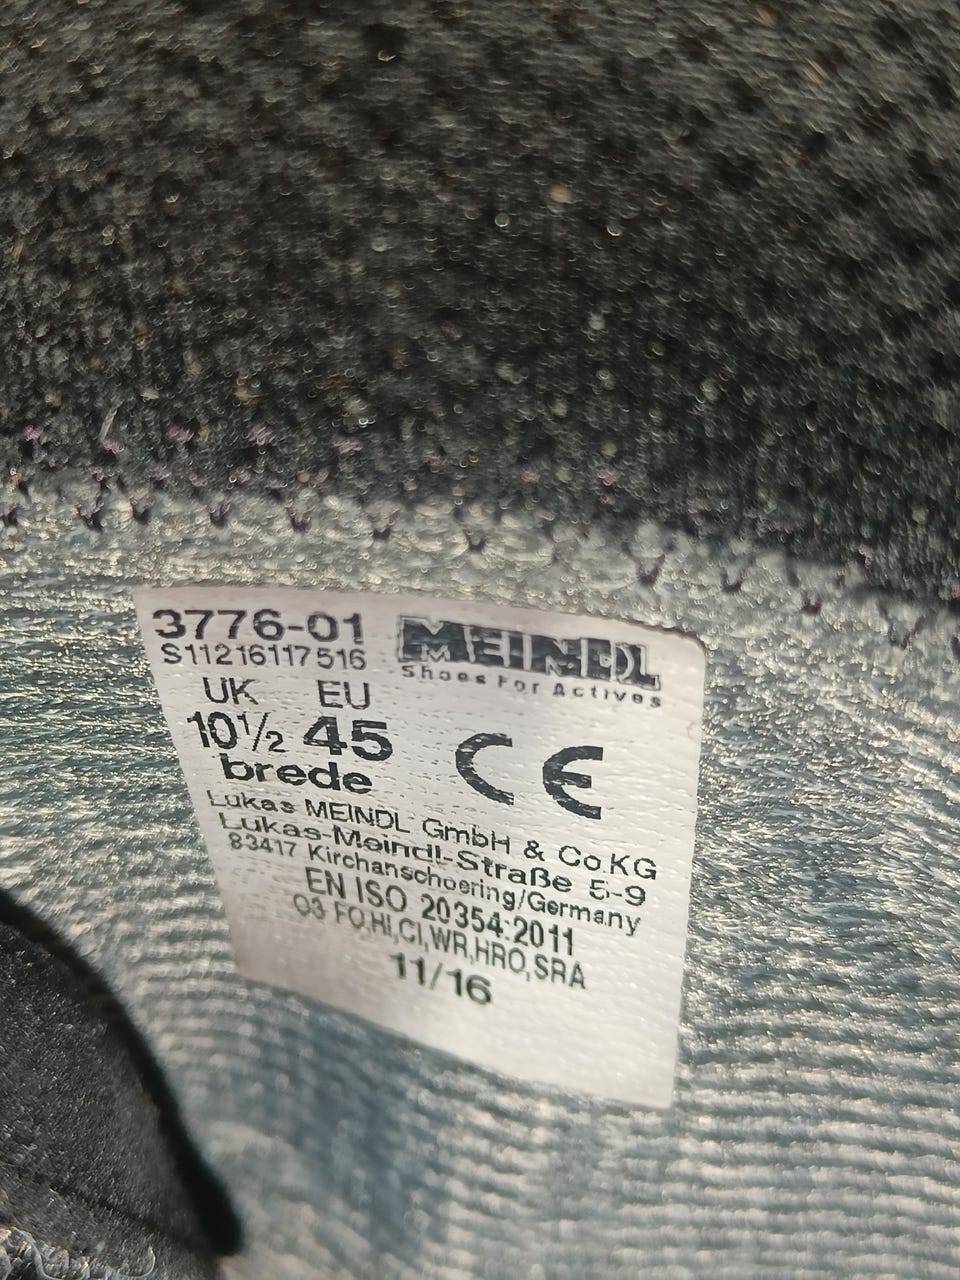 3776-01
S11216117516
MEINDL
Shoes For Actives
UK EU
10½ 45
brede
CE
Lukas MEINDL GmbH & Co.KG
Lukas-Meindl-Straße 5-9
83417 Kirchanschoering/Germany
EN ISO 20354:2011
O3 FO,HI,CI,WR,HRO,SRA
11/16